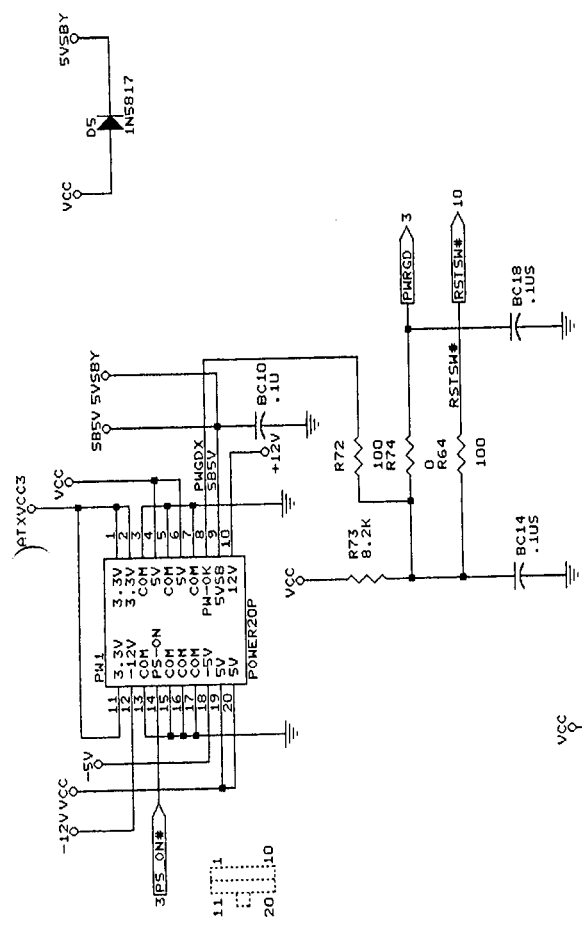 VCC
D5
1N5817
5VSBY
ATXVCC3
VCC
SB5V
5VSBY
PWGDX
SB5V
BC10
.1U
+12V
1
2
3
4
5
6
7
8
9
10
3.3V
3.3V
COM
5V
COM
5V
COM
PW-OK
5VSB
12V
PW1
POWER20P
3.3V
-12V
COM
PS-ON
COM
COM
COM
-5V
5V
5V
11
12
13
14
15
16
17
18
19
20
-5V
VCC
-12V
3
PS ON#
11
1
20
10
VCC
R73
8.2K
R72
100
R74
0
R64
100
PWRGD
3
RSTSW#
RSTSW#
10
BC14
.1US
BC18
.1US
VCC